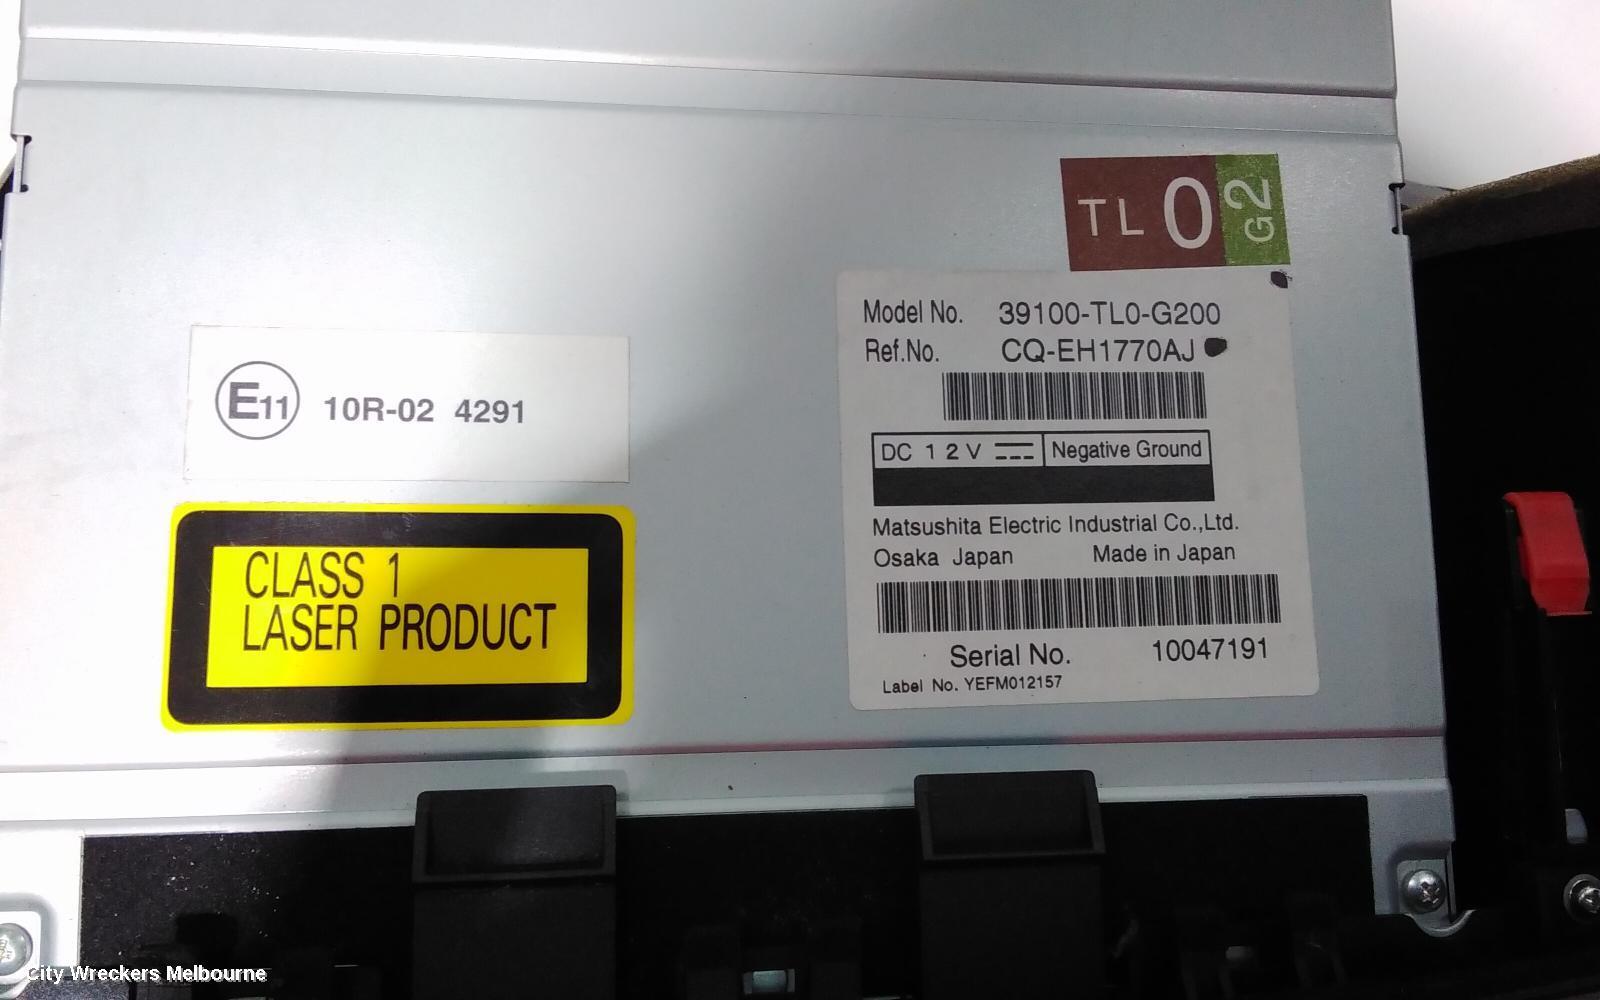 TL0 G2
Model No. 39100-TL0-G200
Ref.No. CQ-EH1770AJ
E11 10R-02 4291
DC 12V Negative Ground
Matsushita Electric Industrial Co.,Ltd.
Osaka Japan Made in Japan
CLASS 1
LASER PRODUCT
Serial No. 10047191
Label No. YEFM012157
City Wreckers Melbourne